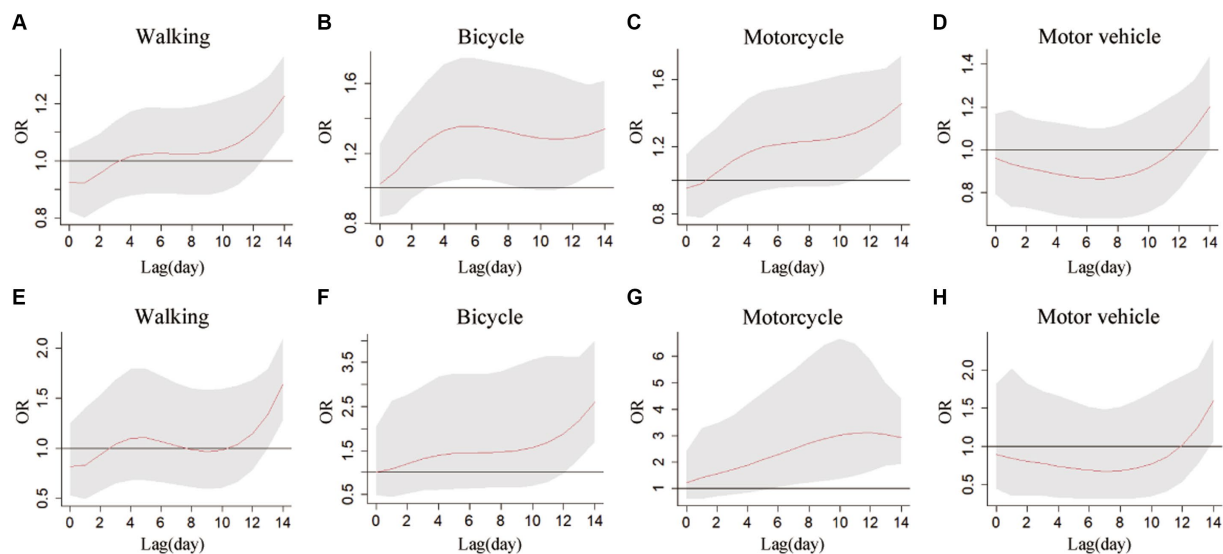 A
Walking
OR
0.8 1.0 1.2
0 2 4 6 8 10 12 14
Lag(day)
B
Bicycle
OR
0.8 1.2 1.6
0 2 4 6 8 10 12 14
Lag(day)
C
Motorcycle
OR
0.8 1.2 1.6
0 2 4 6 8 10 12 14
Lag(day)
D
Motor vehicle
OR
0.8 1.0 1.2 1.4
0 2 4 6 8 10 12 14
Lag(day)
E
Walking
OR
0.5 1.0 1.5 2.0
0 2 4 6 8 10 12 14
Lag(day)
F
Bicycle
OR
0.5 1.5 2.5 3.5
0 2 4 6 8 10 12 14
Lag(day)
G
Motorcycle
OR
1 2 3 4 5 6
0 2 4 6 8 10 12 14
Lag(day)
H
Motor vehicle
OR
0.5 1.0 1.5 2.0
0 2 4 6 8 10 12 14
Lag(day)